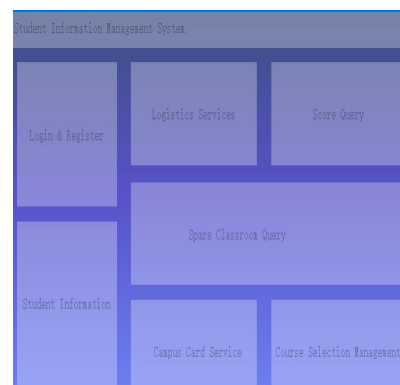 Student Information Management System
Logistics Services
Score Query
Login & Register
Spare Classroom Query
Student Information
Campus Card Service
Course Selection Management